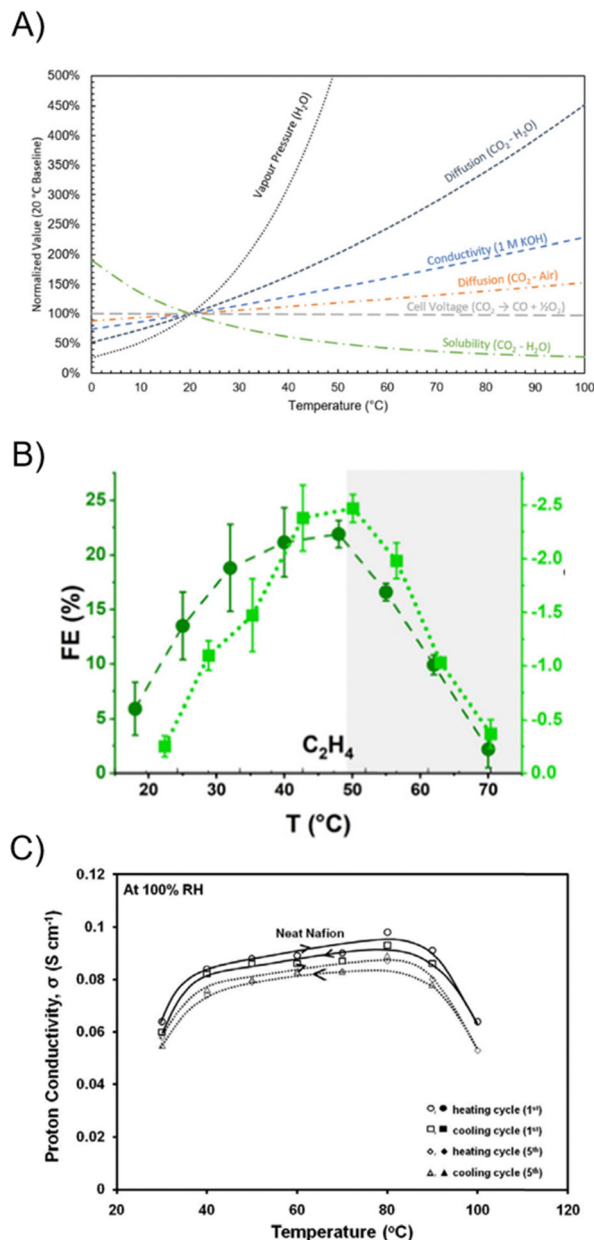 A)
500%
450%
400%
350%
300%
250%
200%
150%
100%
50%
0%
Normalized Value (20 °C Baseline)
Vapour Pressure (H₂O)
Diffusion (CO₂ - H₂O)
Conductivity (1 M KOH)
Diffusion (CO₂ - Air)
Cell Voltage (CO₂ → CO + ½O₂)
Solubility (CO₂ - H₂O)
0 10 20 30 40 50 60 70 80 90 100
Temperature (°C)
B)
25
20
15
10
5
0
FE (%)
-2.5
-2.0
-1.5
-1.0
-0.5
0.0
C₂H₄
20 30 40 50 60 70
T (°C)
C)
0.12
0.1
0.08
0.06
0.04
0.02
0
Proton Conductivity, σ (S cm⁻¹)
At 100% RH
Neat Nafion
heating cycle (1ˢᵗ)
cooling cycle (1ˢᵗ)
heating cycle (5ᵗʰ)
cooling cycle (5ᵗʰ)
20 40 60 80 100 120
Temperature (°C)